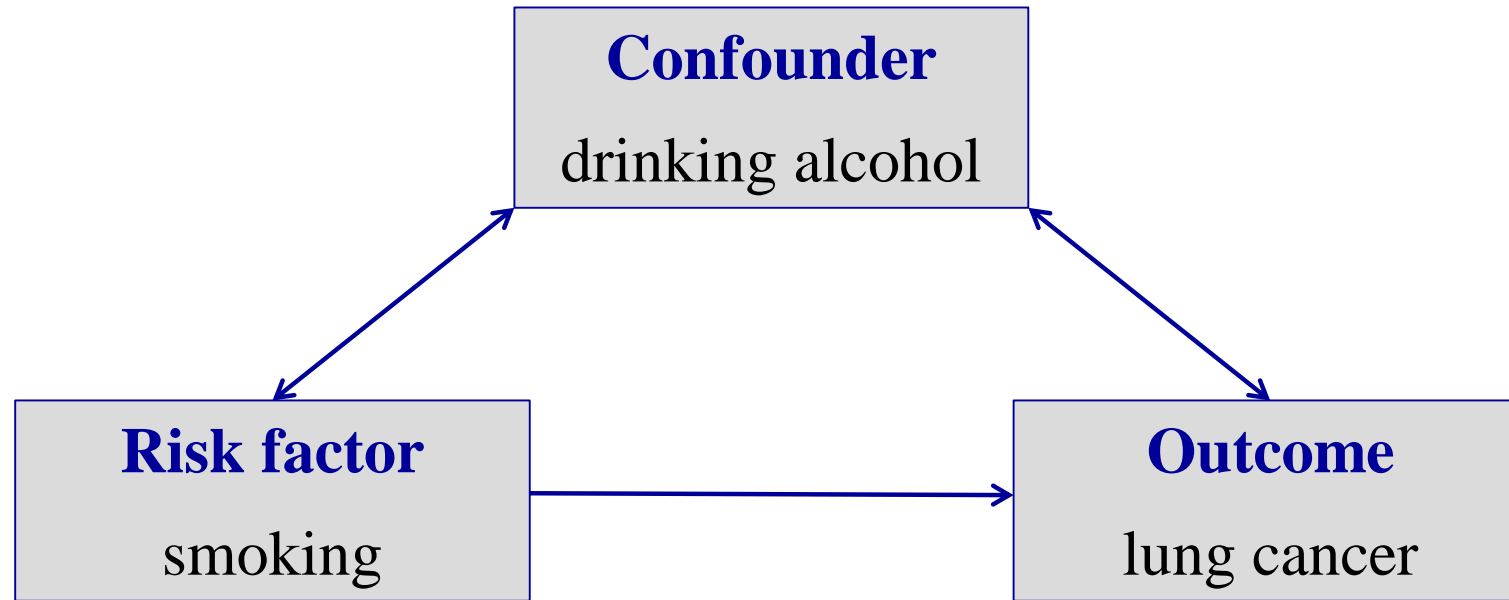 Confounder
drinking alcohol
Risk factor
smoking
Outcome
lung cancer